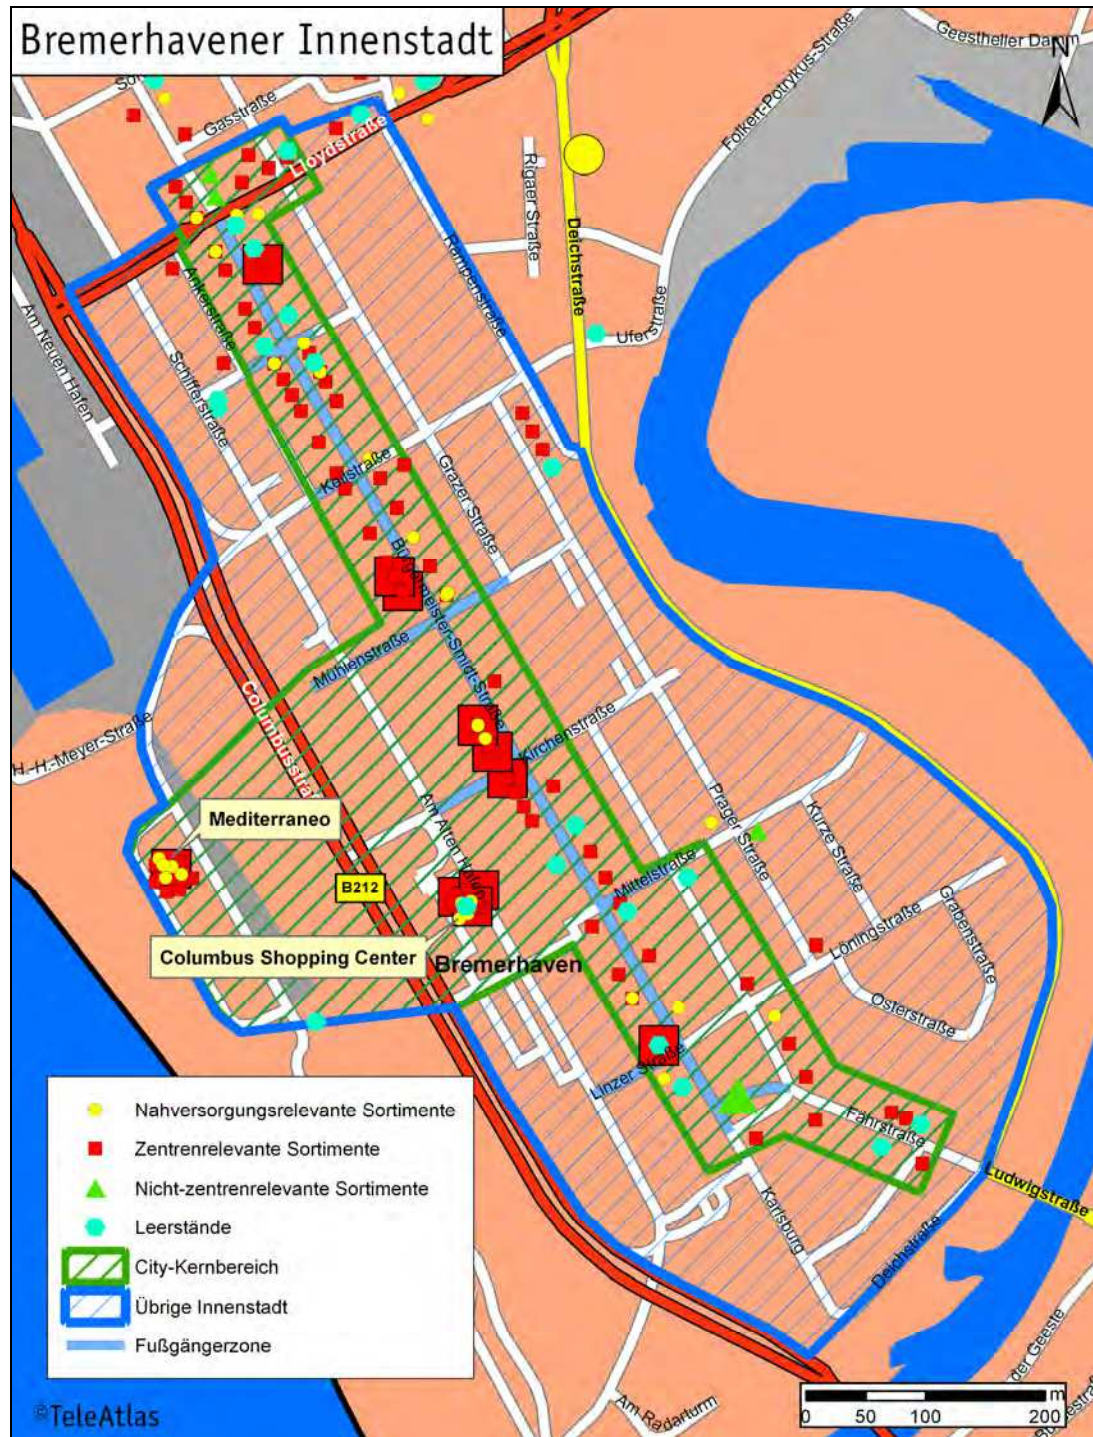 Bremerhavener Innenstadt
Geestheller Damm
N
Gasstraße
Lloydstraße
Folkert-Potrykus-Straße
Rigaer Straße
Deichstraße
Rampenstraße
Ankerstraße
Am Neuen Hafen
Schifferstraße
Uferstraße
Keilstraße
Grazer Straße
Bürgermeister-Smidt-Straße
Mühlenstraße
Columbusstraße
H.-H.-Meyer-Straße
Kirchenstraße
Am Alten Hafen
Prager Straße
Kurze Straße
Mediterraneo
B212
Mittelstraße
Löningstraße
Grabenstraße
Columbus Shopping Center
Bremerhaven
Osterstraße
Linzer Straße
Fährstraße
Ludwigstraße
Karlsburg
Deichstraße
Nahversorgungsrelevante Sortimente
Zentrenrelevante Sortimente
Nicht-zentrenrelevante Sortimente
Leerstände
City-Kernbereich
Übrige Innenstadt
Fußgängerzone
der Geeste
Am Radarturm
©TeleAtlas
m
0 50 100 200